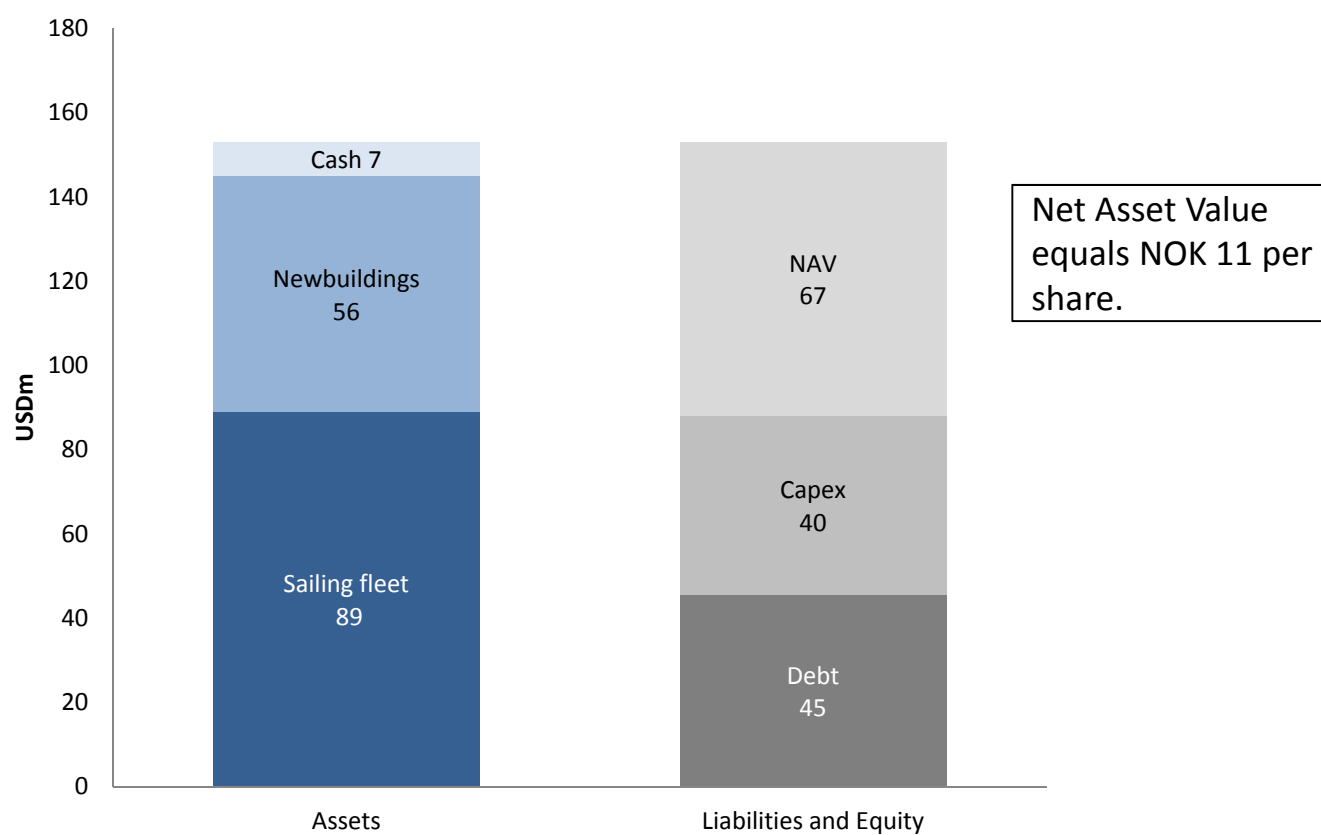 180
160
140
120
100
80
60
40
20
0
USDm
Cash 7
Newbuildings
56
Sailing fleet
89
Assets
NAV
67
Capex
40
Debt
45
Liabilities and Equity
Net Asset Value
equals NOK 11 per
share.